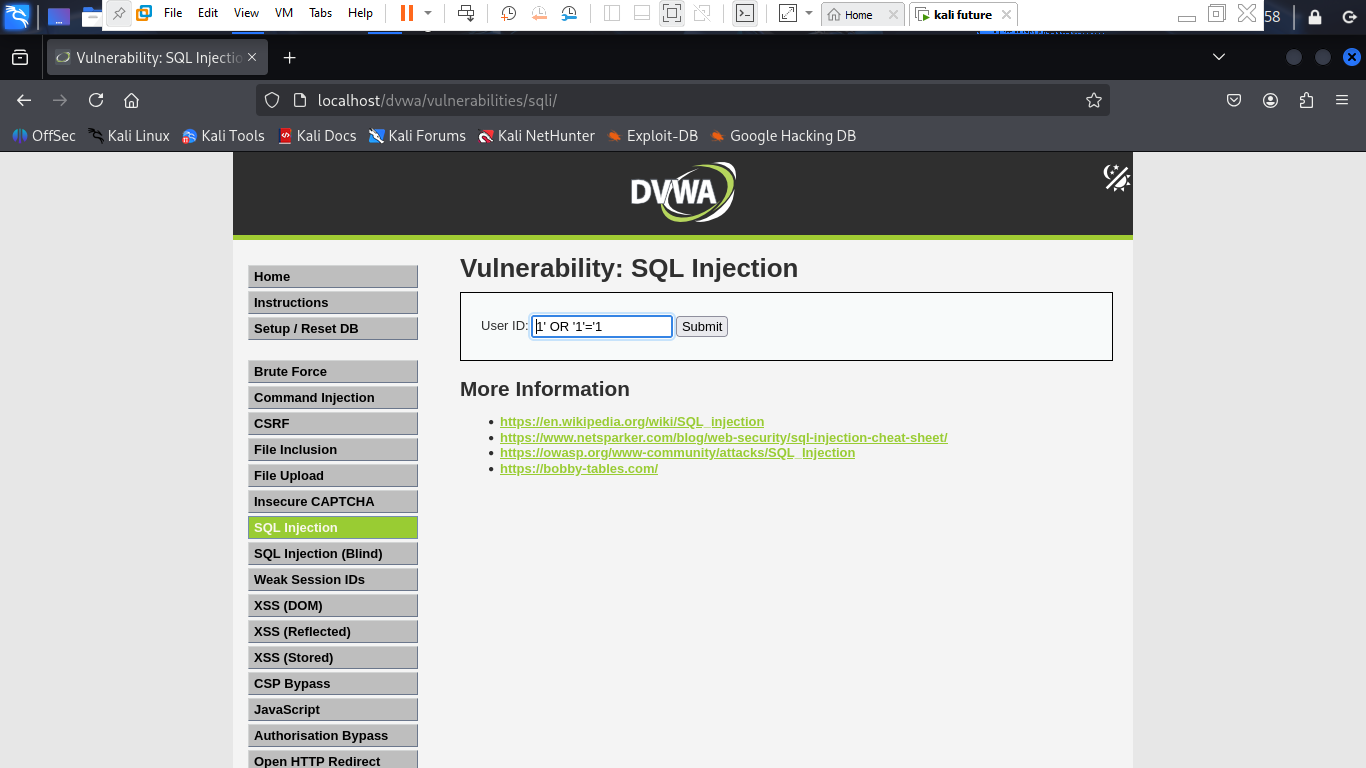 File Edit View VM Tabs Help Home kali future 58
Vulnerability: SQL Injectio
localhost/dvwa/vulnerabilities/sqli/
OffSec Kali Linux Kali Tools Kali Docs Kali Forums Kali NetHunter Exploit-DB Google Hacking DB
DVWA
Home
Instructions
Setup / Reset DB
Brute Force
Command Injection
CSRF
File Inclusion
File Upload
Insecure CAPTCHA
SQL Injection
SQL Injection (Blind)
Weak Session IDs
XSS (DOM)
XSS (Reflected)
XSS (Stored)
CSP Bypass
JavaScript
Authorisation Bypass
Open HTTP Redirect
Vulnerability: SQL Injection
User ID: 1' OR '1'='1 Submit
More Information
https://en.wikipedia.org/wiki/SQL_injection
https://www.netsparker.com/blog/web-security/sql-injection-cheat-sheet/
https://owasp.org/www-community/attacks/SQL_Injection
https://bobby-tables.com/